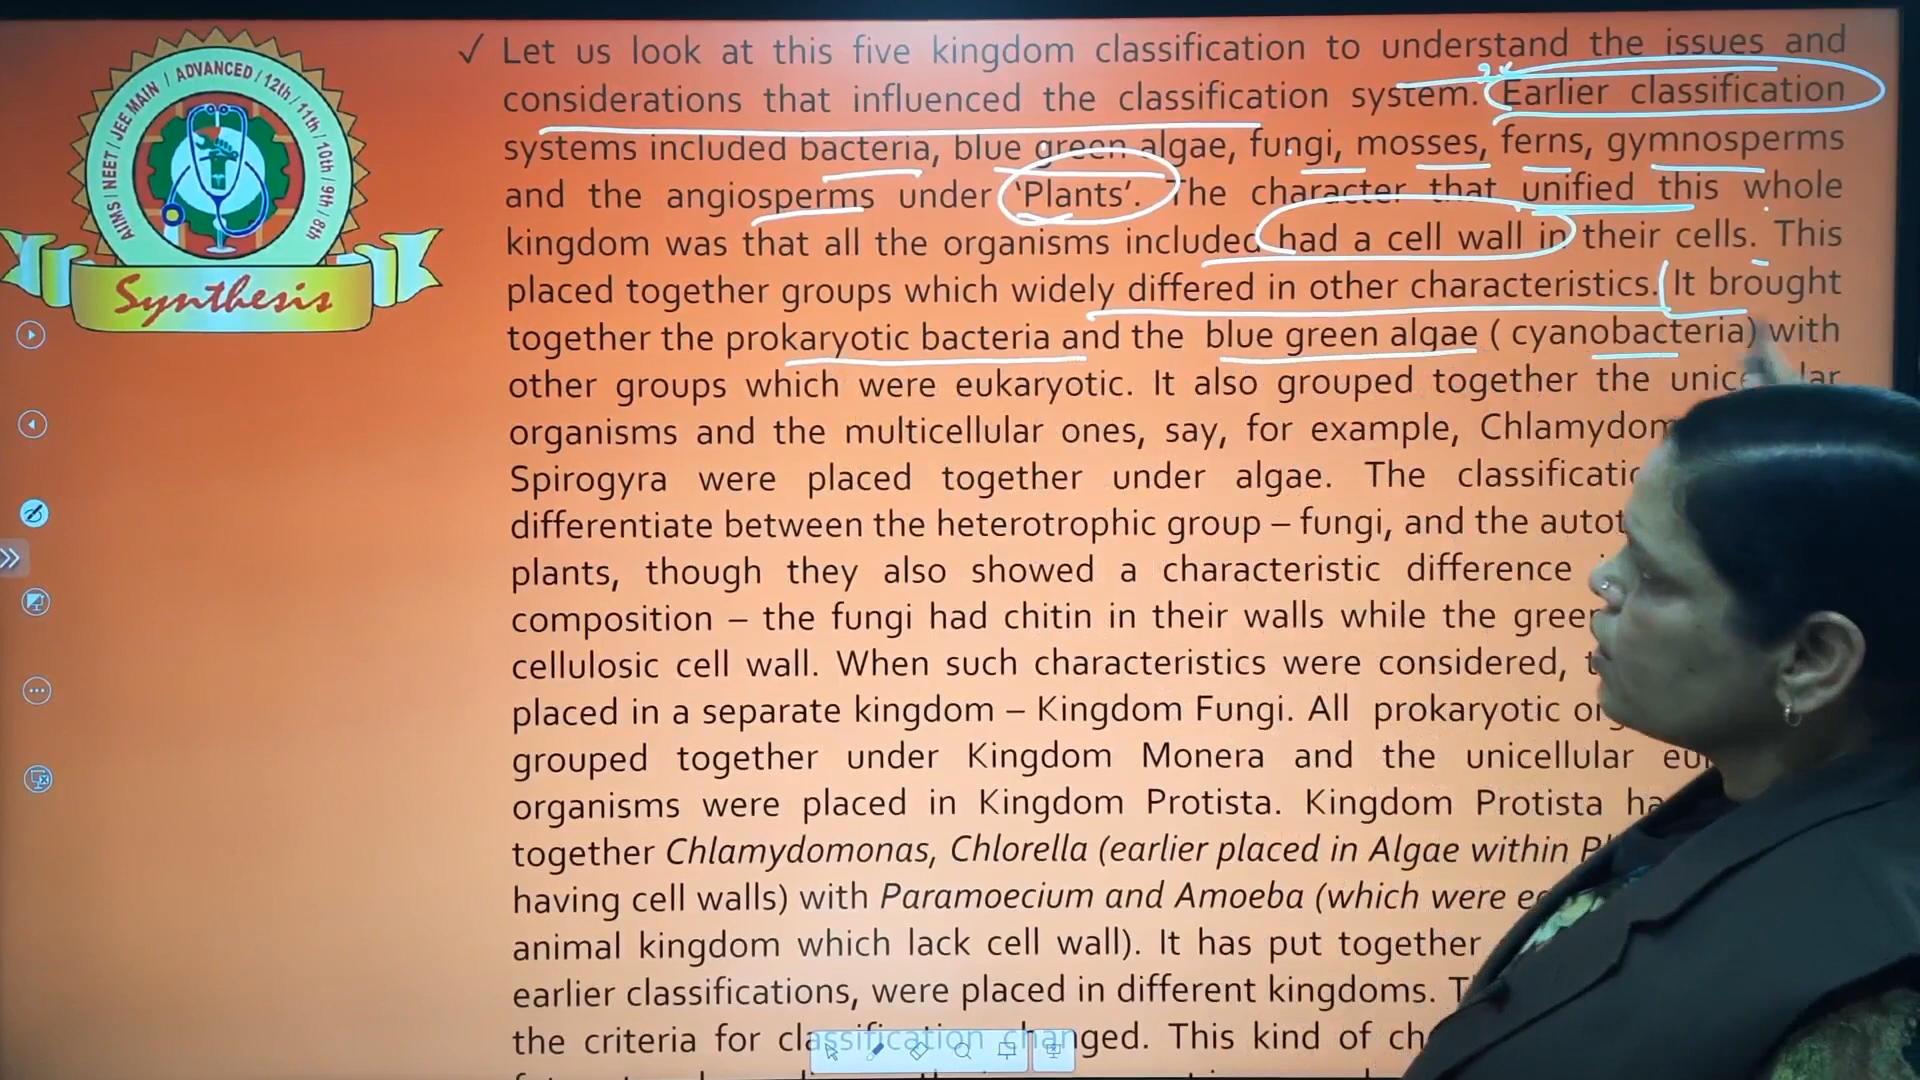 AIIMS / NEET / JEE MAIN / ADVANCED / 12th / 11th / 10th / 9th / 8th
Synthesis
✓ Let us look at this five kingdom classification to understand the issues and
considerations that influenced the classification system. Earlier classification
systems included bacteria, blue green algae, fungi, mosses, ferns, gymnosperms
and the angiosperms under ‘Plants’. The character that unified this whole
kingdom was that all the organisms included had a cell wall in their cells. This
placed together groups which widely differed in other characteristics. It brought
together the prokaryotic bacteria and the blue green algae ( cyanobacteria) with
other groups which were eukaryotic. It also grouped together the
organisms and the multicellular ones, say, for example,
Spirogyra were placed together under algae. The
differentiate between the heterotrophic group – fungi, and the
plants, though they also showed a characteristic difference
composition – the fungi had chitin in their walls while the
cellulosic cell wall. When such characteristics were considered,
placed in a separate kingdom – Kingdom Fungi. All prokaryotic
grouped together under Kingdom Monera and the unicellular
organisms were placed in Kingdom Protista. Kingdom Protista
together Chlamydomonas, Chlorella (earlier placed in Algae within
having cell walls) with Paramoecium and Amoeba (which were
animal kingdom which lack cell wall). It has put together
earlier classifications, were placed in different kingdoms.
the criteria for classification changed. This kind of